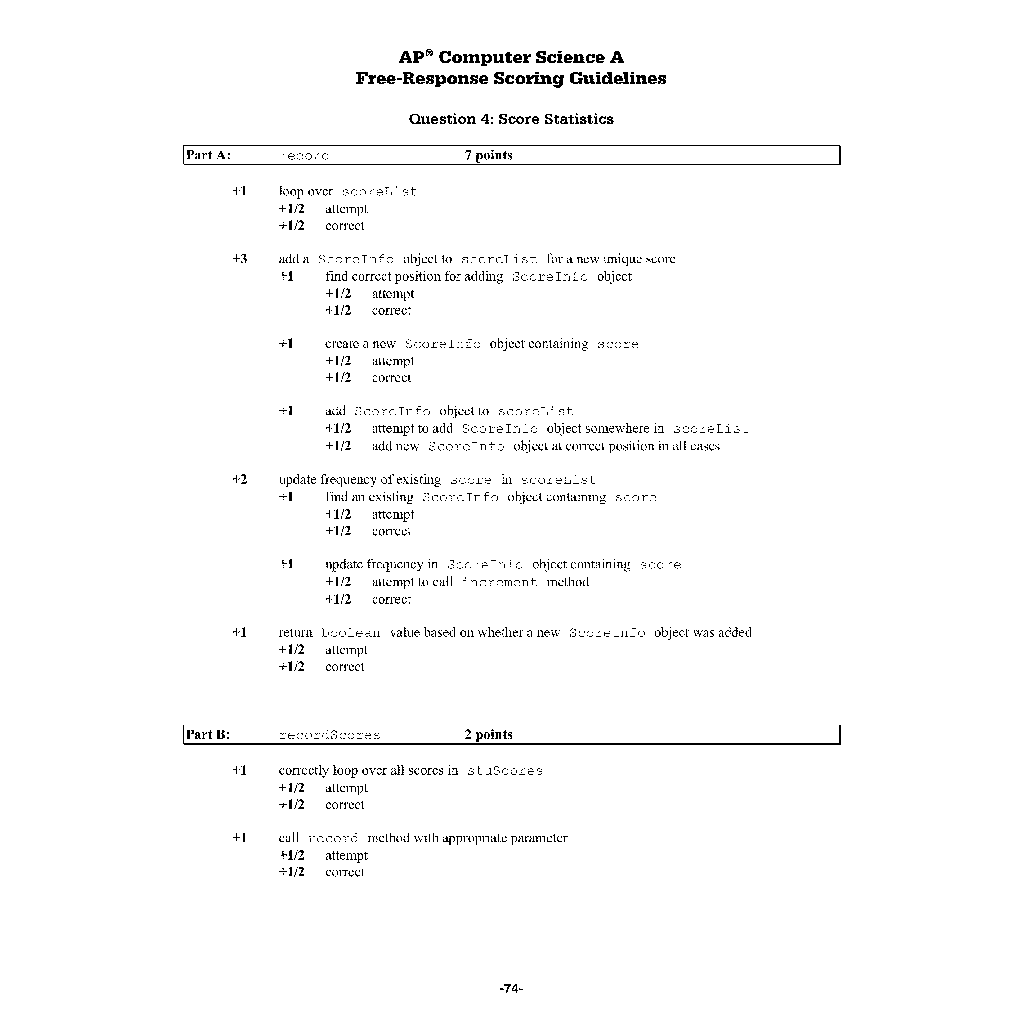 AP® Computer Science A
Free-Response Scoring Guidelines
Question 4: Score Statistics
Part A: record 7 points
+1 loop over scoreList
+1/2 attempt
+1/2 correct
+3 add a ScoreInfo object to scoreList for a new unique score
+1 find correct position for adding ScoreInfo object
+1/2 attempt
+1/2 correct
+1 create a new ScoreInfo object containing score
+1/2 attempt
+1/2 correct
+1 add ScoreInfo object to scoreList
+1/2 attempt to add ScoreInfo object somewhere in scoreList
+1/2 add new ScoreInfo object at correct position in all cases
+2 update frequency of existing score in scoreList
+1 find an existing ScoreInfo object containing score
+1/2 attempt
+1/2 correct
+1 update frequency in ScoreInfo object containing score
+1/2 attempt to call increment method
+1/2 correct
+1 return boolean value based on whether a new ScoreInfo object was added
+1/2 attempt
+1/2 correct
Part B: recordScores 2 points
+1 correctly loop over all scores in stuScores
+1/2 attempt
+1/2 correct
+1 call record method with appropriate parameter
+1/2 attempt
+1/2 correct
-74-